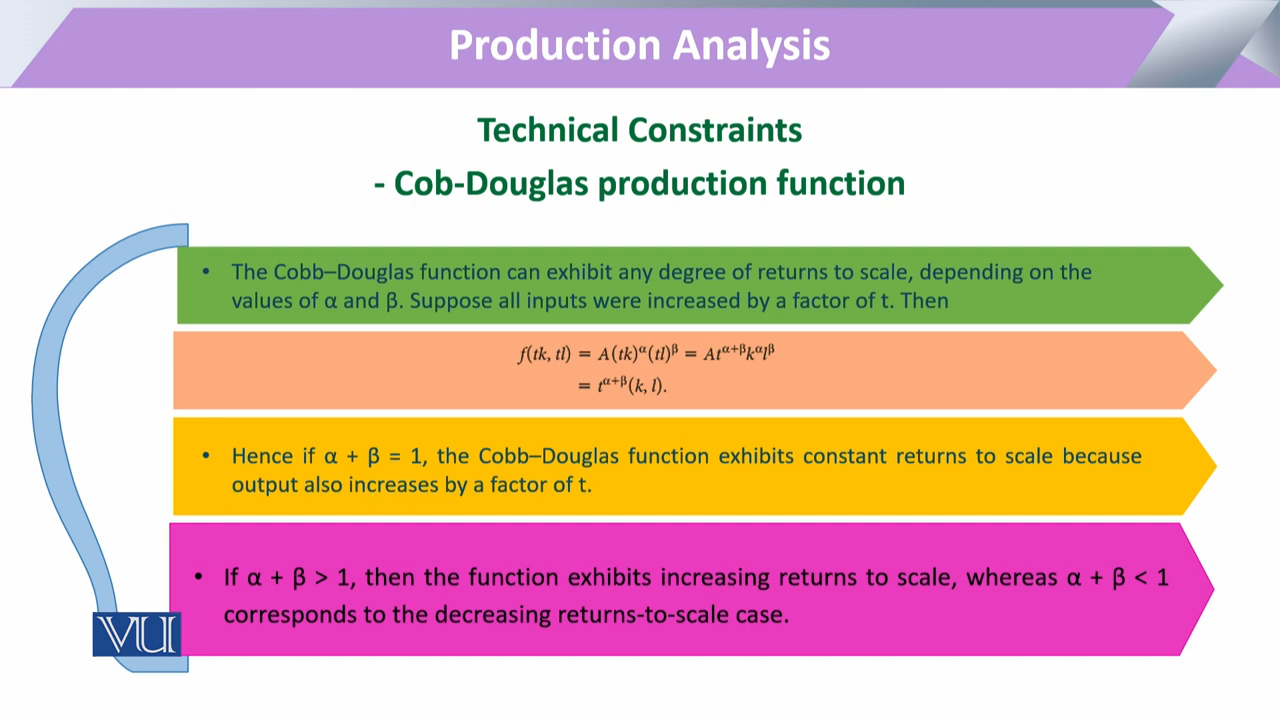 Production Analysis
Technical Constraints
- Cob-Douglas production function
• The Cobb–Douglas function can exhibit any degree of returns to scale, depending on the
values of α and β. Suppose all inputs were increased by a factor of t. Then
f(tk, tl) = A(tk)^α(tl)^β = At^α+βk^αl^β
= t^α+β(k, l).
• Hence if α + β = 1, the Cobb–Douglas function exhibits constant returns to scale because
output also increases by a factor of t.
• If α + β > 1, then the function exhibits increasing returns to scale, whereas α + β < 1
corresponds to the decreasing returns-to-scale case.
VU